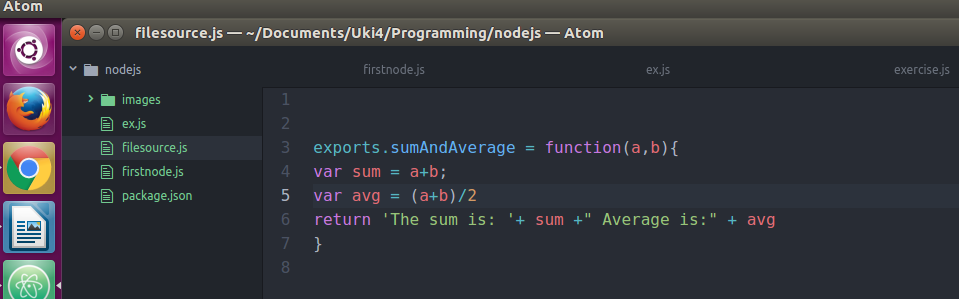 Atom
filesource.js — ~/Documents/Uki4/Programming/nodejs — Atom
nodejs
firstnode.js
ex.js
exercise.js
images
ex.js
filesource.js
firstnode.js
package.json
1
2
3 exports.sumAndAverage = function(a,b){
4 var sum = a+b;
5 var avg = (a+b)/2
6 return 'The sum is: '+ sum +" Average is:" + avg
7 }
8